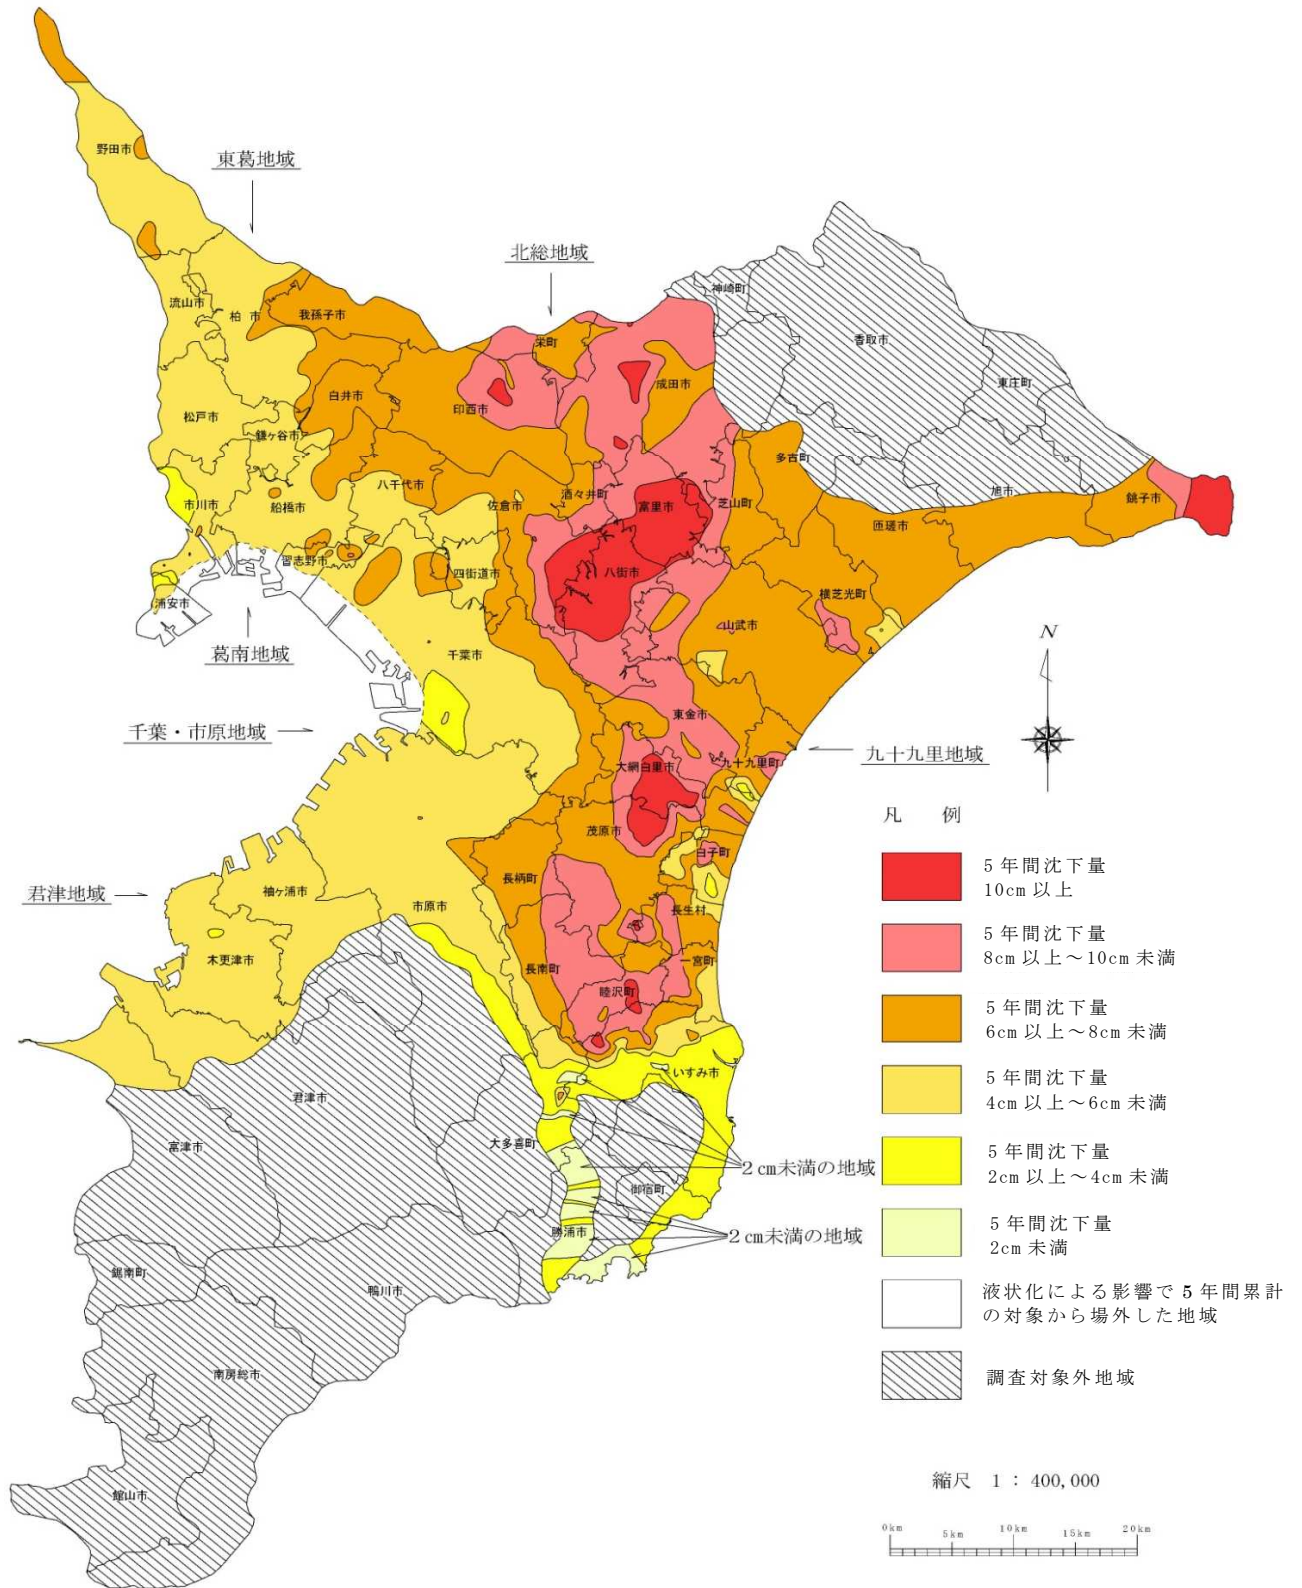 野田市
東葛地域
北総地域
神崎町
流山市
柏 市
我孫子市
栄町
香取市
成田市
東庄町
白井市
印西市
松戸市
鎌ヶ谷市
多古町
八千代市
旭市
銚子市
市川市
船橋市
佐倉市
酒々井町
富里市
芝山町
匝瑳市
習志野市
四街道市
八街市
横芝光町
浦安市
山武市
葛南地域
千葉市
東金市
千葉・市原地域
九十九里地域
大網白里市
九十九里町
茂原市
白子町
君津地域
袖ヶ浦市
市原市
長柄町
長生村
木更津市
長南町
一宮町
睦沢町
いすみ市
君津市
富津市
大多喜町
2cm未満の地域
御宿町
勝浦市
2cm未満の地域
鋸南町
鴨川市
南房総市
館山市
N
凡 例
5年間沈下量
10cm以上
5年間沈下量
8cm以上～10cm未満
5年間沈下量
6cm以上～8cm未満
5年間沈下量
4cm以上～6cm未満
5年間沈下量
2cm以上～4cm未満
5年間沈下量
2cm未満
液状化による影響で5年間累計
の対象から場外した地域
調査対象外地域
縮尺 1：400,000
0km 5km 10km 15km 20km